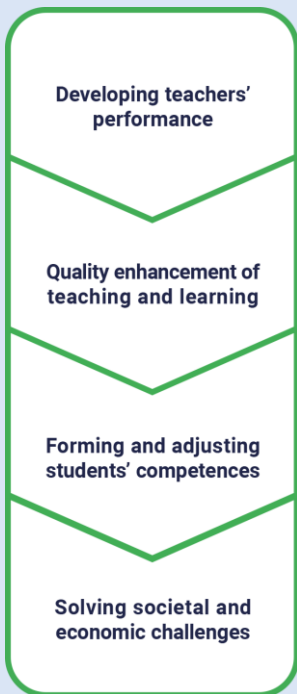 Developing teachers’
performance
Quality enhancement of
teaching and learning
Forming and adjusting
students’ competences
Solving societal and
economic challenges